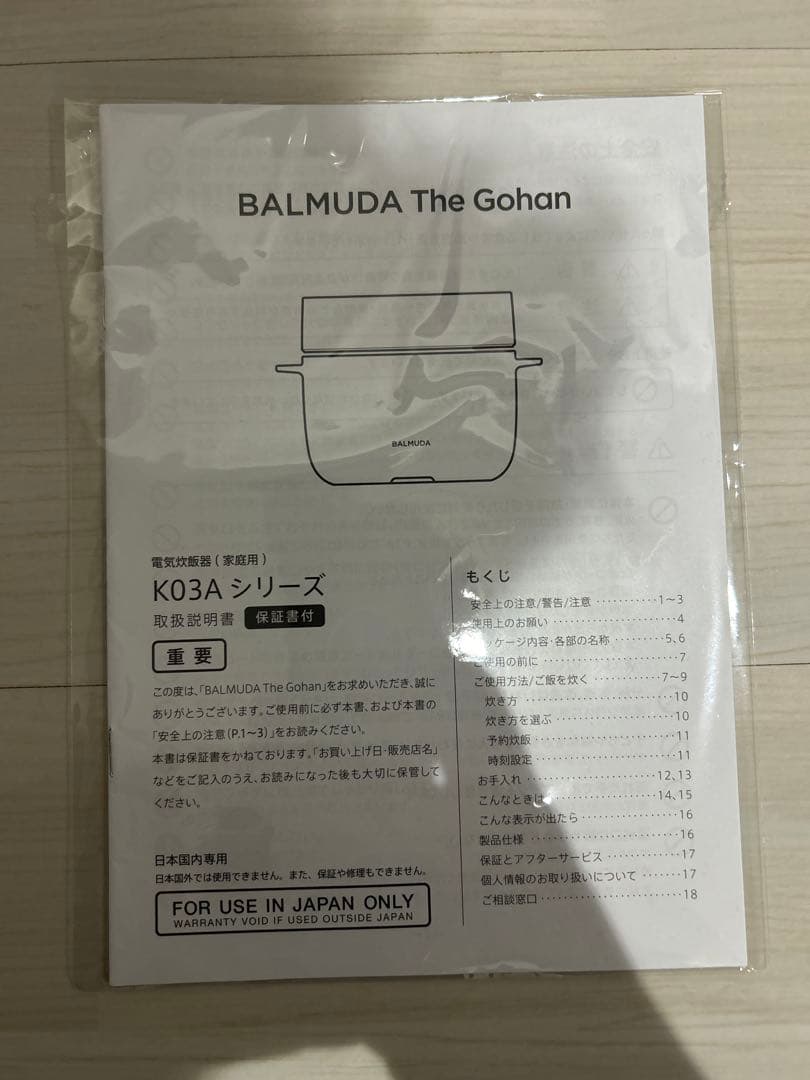 BALMUDA The Gohan
BALMUDA
電気炊飯器(家庭用)
K03A シリーズ
取扱説明書 保証書付
重要
この度は、「BALMUDA The Gohan」をお求めいただき、誠に
ありがとうございます。ご使用前に必ず本書、および本書の
「安全上の注意(P.1〜3)」をお読みください。
本書は保証書をかねております。「お買い上げ日・販売店名」
などをご記入のうえ、お読みになった後も大切に保管して
ください。
日本国内専用
日本国外では使用できません。また、保証や修理もできません。
FOR USE IN JAPAN ONLY
WARRANTY VOID IF USED OUTSIDE JAPAN
もくじ
安全上の注意/警告/注意 ··········1〜3
使用上のお願い ····················4
ッケージ内容・各部の名称 ·········5、6
ご使用の前に ······················7
ご使用方法/ご飯を炊く ··········7〜9
炊き方 ························10
炊き方を選ぶ ···················10
予約炊飯 ······················11
時刻設定 ······················11
お手入れ ····················12、13
こんなときは ················14、15
こんな表示が出たら ················16
製品仕様 ························16
保証とアフターサービス ············17
個人情報のお取り扱いについて ·······17
ご相談窓口 ······················18